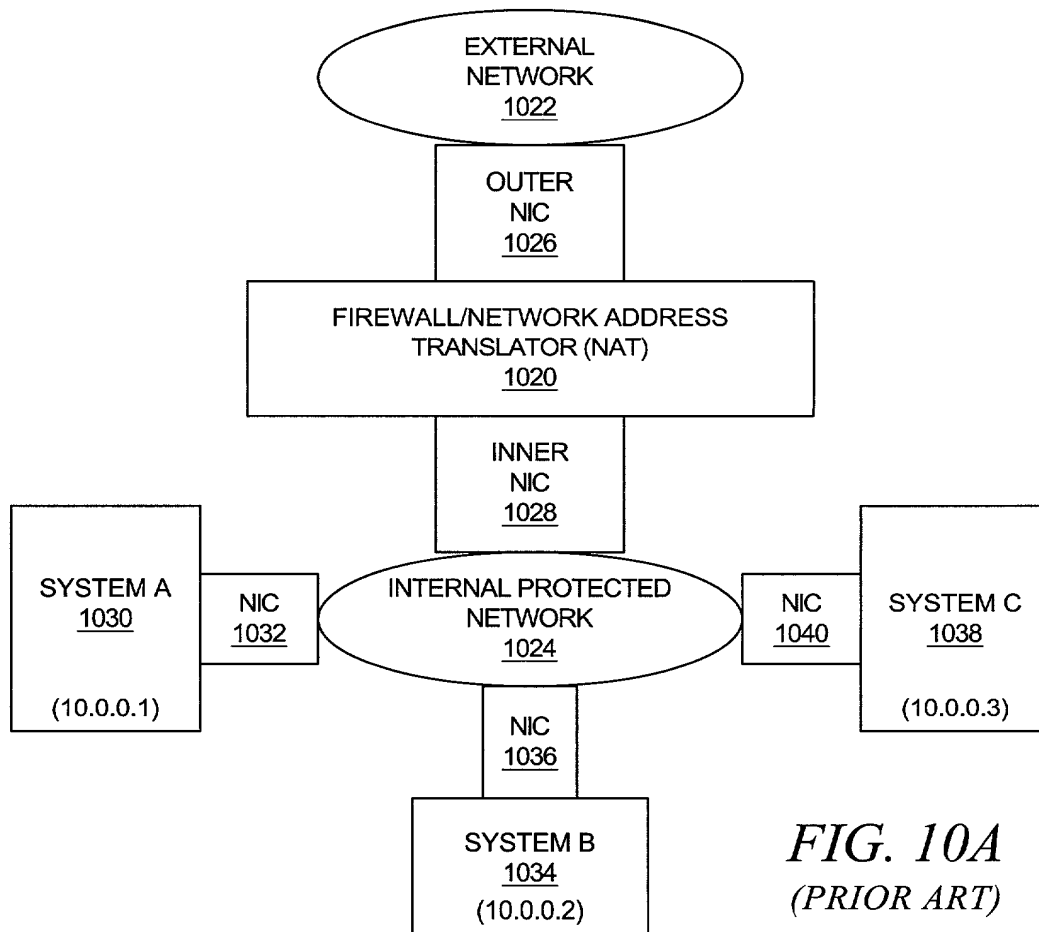 EXTERNAL
NETWORK
1022
OUTER
NIC
1026
FIREWALL/NETWORK ADDRESS
TRANSLATOR (NAT)
1020
INNER
NIC
1028
SYSTEM A
1030
(10.0.0.1)
NIC
1032
INTERNAL PROTECTED
NETWORK
1024
NIC
1040
SYSTEM C
1038
(10.0.0.3)
NIC
1036
SYSTEM B
1034
(10.0.0.2)
FIG. 10A
(PRIOR ART)